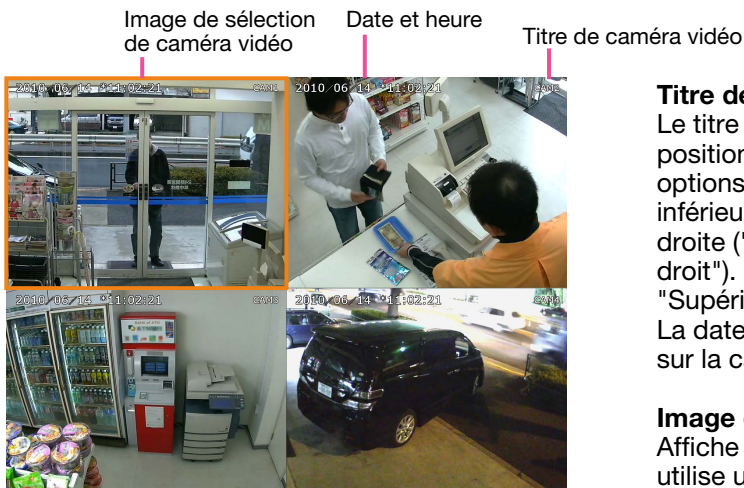 Image de sélection
de caméra vidéo
Date et heure
Titre de caméra vidéo
2010/06/14 *11:02:21 CAM1
2010/06/14 *11:02:21 CAM2
2010/06/14 *11:02:21 CAM3
2010/06/14 *11:02:21 CAM4
Titre de
Le titre
position
options
inférieu
droite ("
droit").
"Supéri
La date
sur la ca
Image
Affiche
utilise u